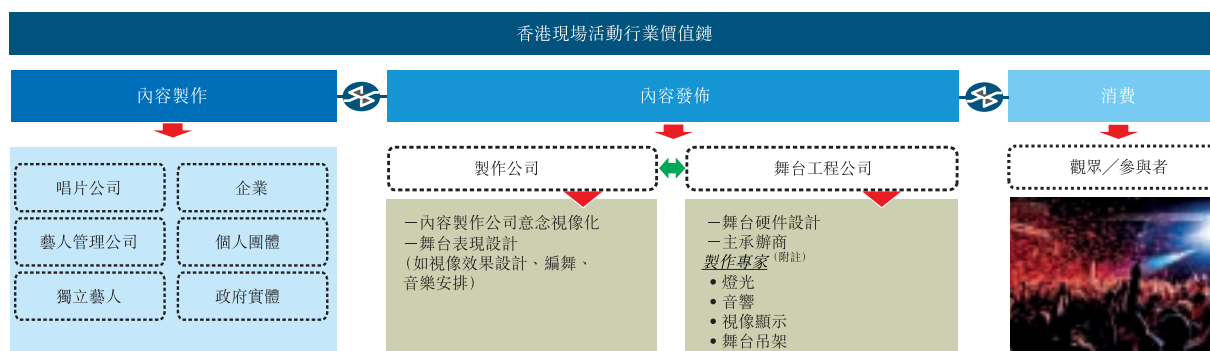 香港現場活動行業價值鏈
內容製作
內容發佈
消費
唱片公司
企業
藝人管理公司
個人團體
獨立藝人
政府實體
製作公司
－內容製作公司意念視像化
－舞台表現設計
(如視像效果設計、編舞、
音樂安排)
舞台工程公司
－舞台硬件設計
－主承辦商
製作專家(附註)
• 燈光
• 音響
• 視像顯示
• 舞台吊架
觀眾／參與者